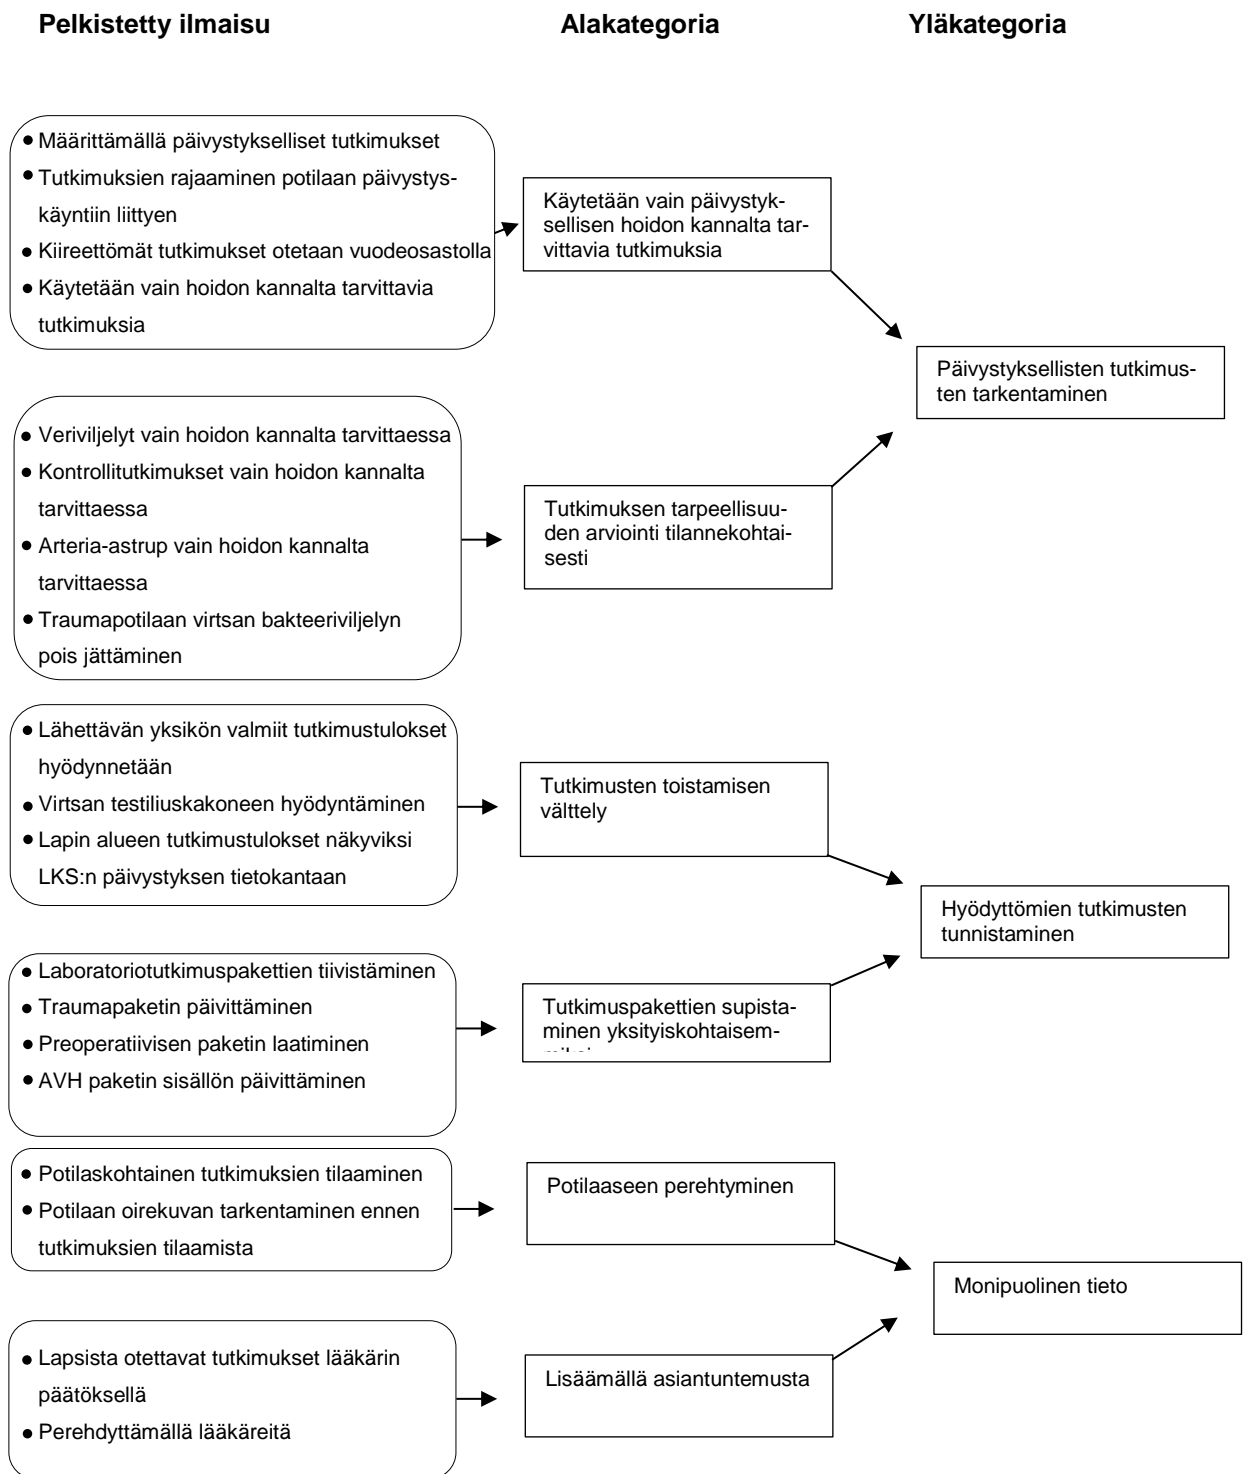 Pelkistetty ilmaisu
Alakategoria
Yläkategoria
Määrittämällä päivystykselliset tutkimukset
Tutkimuksien rajaaminen potilaan päivystys-
käyntiin liittyen
Kiireettömät tutkimukset otetaan vuodeosastolla
Käytetään vain hoidon kannalta tarvittavia
tutkimuksia
Käytetään vain päivystyk-
sellisen hoidon kannalta tar-
vittavia tutkimuksia
Päivystyksellisten tutkimus-
ten tarkentaminen
Veriviljelyt vain hoidon kannalta tarvittaessa
Kontrollitutkimukset vain hoidon kannalta
tarvittaessa
Arteria-astrup vain hoidon kannalta
tarvittaessa
Traumapotilaan virtsan bakteeriviljelyn
pois jättäminen
Tutkimuksen tarpeellisuu-
den arviointi tilannekohtai-
sesti
Lähettävän yksikön valmiit tutkimustulokset
hyödynnetään
Virtsan testiliuskakoneen hyödyntäminen
Lapin alueen tutkimustulokset näkyviksi
LKS:n päivystyksen tietokantaan
Tutkimusten toistamisen
välttely
Hyödyttömien tutkimusten
tunnistaminen
Laboratoriotutkimuspakettien tiivistäminen
Traumapaketin päivittäminen
Preoperatiivisen paketin laatiminen
AVH paketin sisällön päivittäminen
Tutkimuspakettien supista-
minen yksityiskohtaisem-
Potilaskohtainen tutkimuksien tilaaminen
Potilaan oirekuvan tarkentaminen ennen
tutkimuksien tilaamista
Potilaaseen perehtyminen
Monipuolinen tieto
Lapsista otettavat tutkimukset lääkärin
päätöksellä
Perehdyttämällä lääkäreitä
Lisäämällä asiantuntemusta